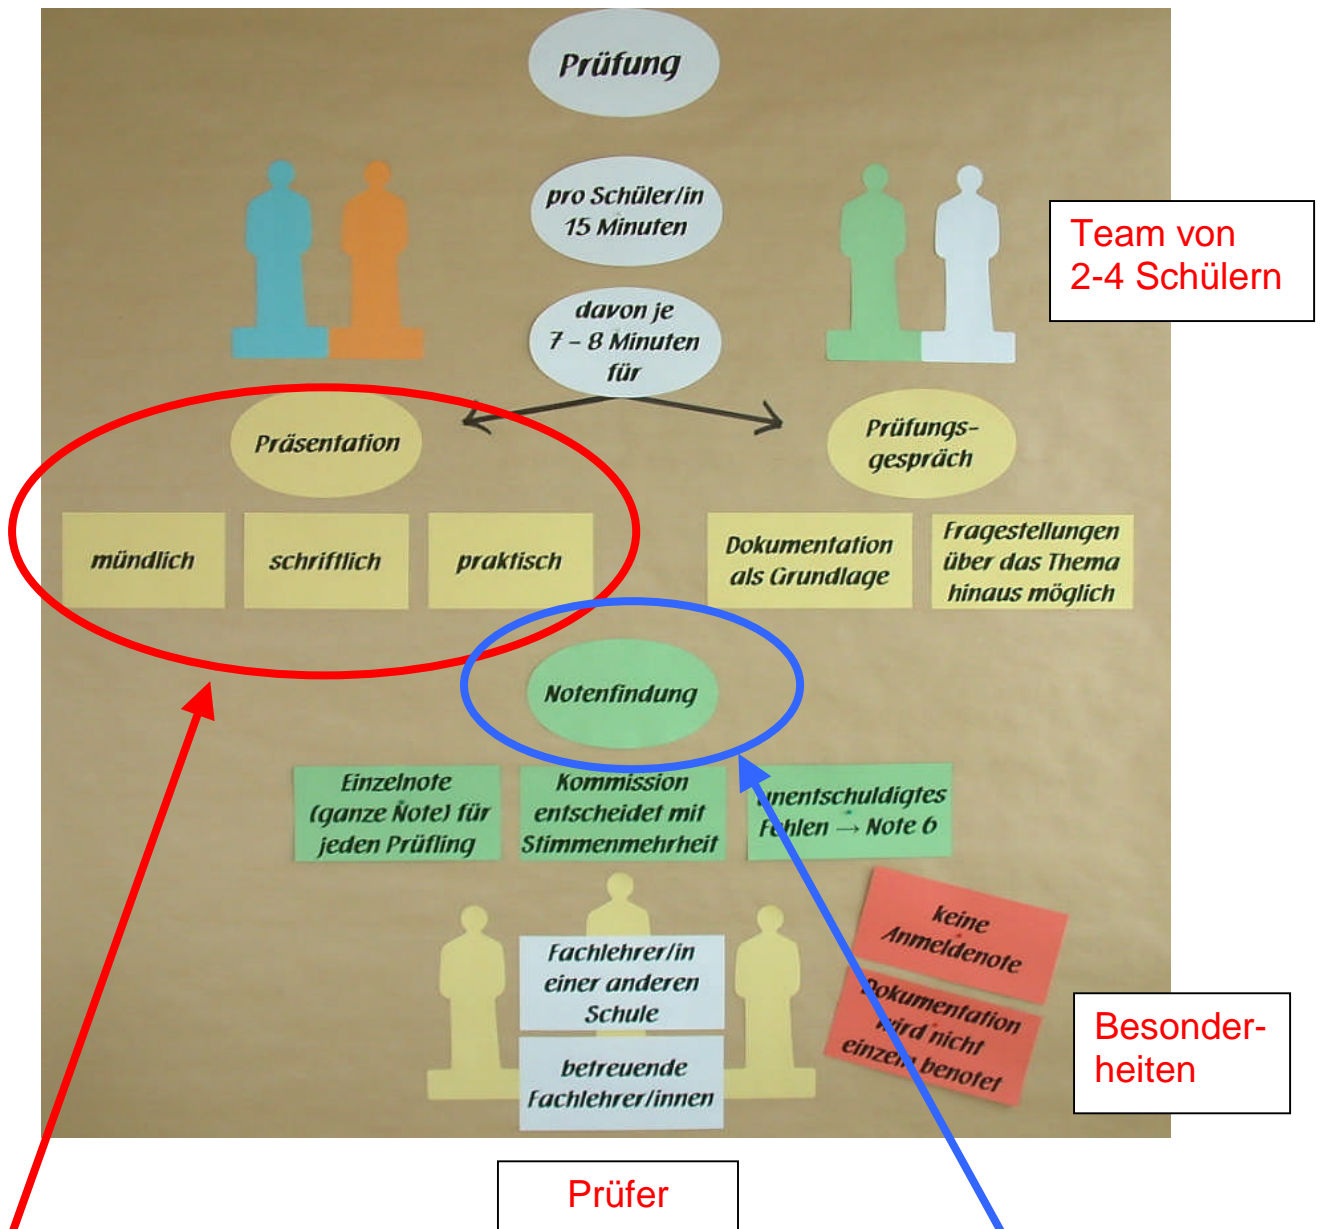 Prüfung
pro Schüler/in
15 Minuten
davon je
7 – 8 Minuten
für
Team von
2-4 Schülern
Präsentation
mündlich
schriftlich
praktisch
Prüfungs-
gespräch
Dokumentation
als Grundlage
Fragestellungen
über das Thema
hinaus möglich
Notenfindung
Einzelnote
(ganze Note) für
jeden Prüfling
Kommission
entscheidet mit
Stimmenmehrheit
unentschuldigtes
Fehlen → Note 6
Fachlehrer/in
einer anderen
Schule
betreuende
Fachlehrer/innen
keine
Anmeldenote
Dokumentation
wird nicht
einzeln benotet
Besonder-
heiten
Prüfer